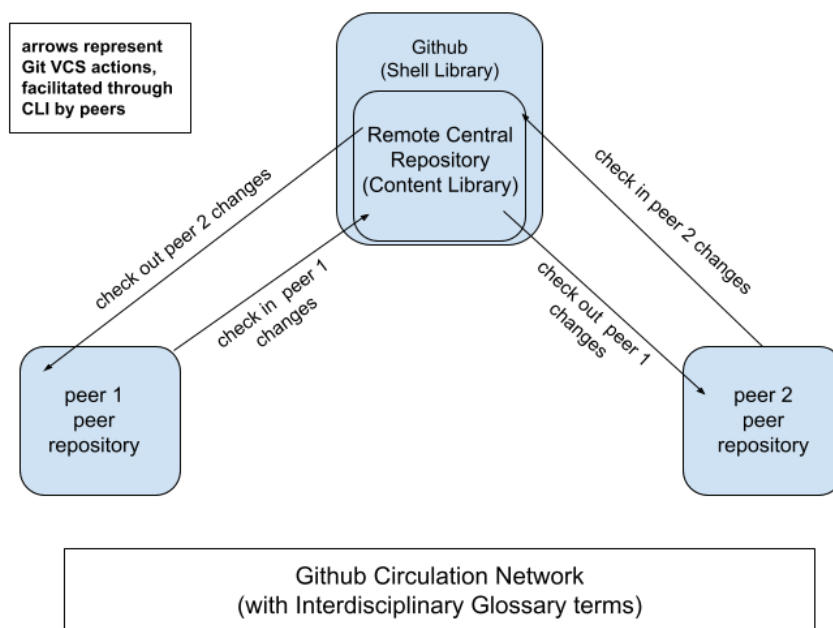 arrows represent
Git VCS actions,
facilitated through
CLI by peers
Github
(Shell Library)
Remote Central
Repository
(Content Library)
check out peer 2 changes
check in peer 1
changes
check in peer 2 changes
check out peer 1
changes
peer 1
peer
repository
peer 2
peer
repository
Github Circulation Network
(with Interdisciplinary Glossary terms)